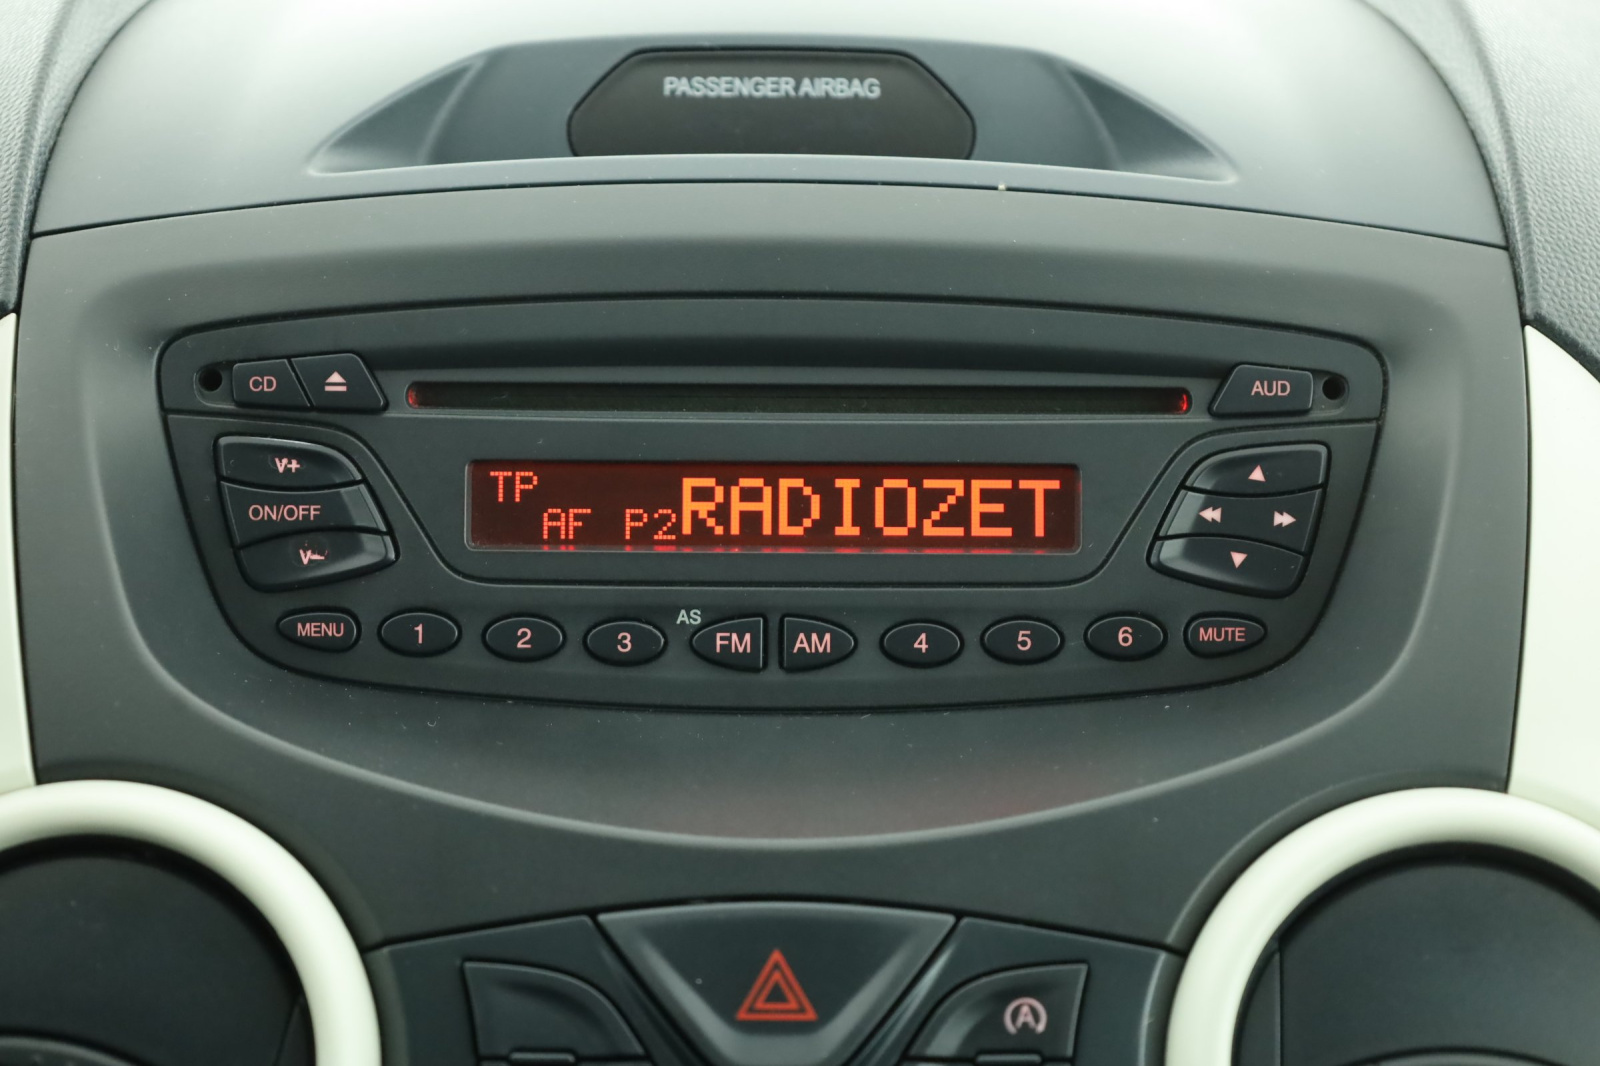 PASSENGER AIRBAG
CD
AUD
V+
ON/OFF
V-
TP
AF P2 RADIOZET
MENU 1 2 3 AS FM AM 4 5 6 MUTE
A